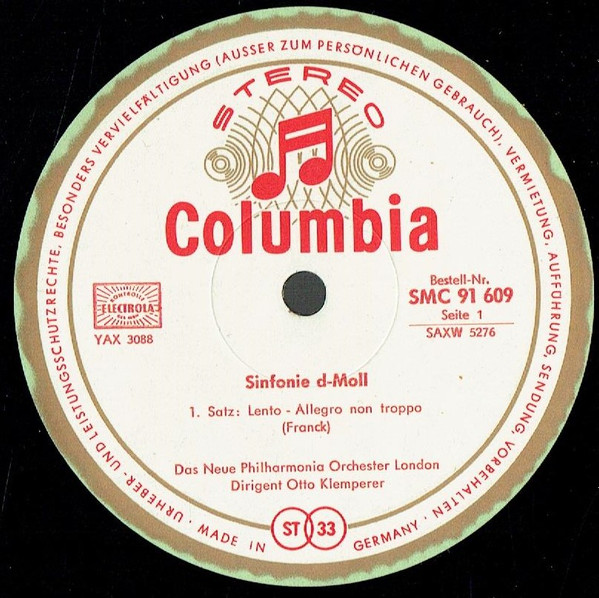 URHEBER- UND LEISTUNGSSCHUTZRECHTE, BESONDERS VERVIELFÄLTIGUNG (AUSSER ZUM PERSÖNLICHEN GEBRAUCH), VERMIETUNG, AUFFÜHRUNG, SENDUNG, VORBEHALTEN · MADE IN GERMANY ·
STEREO
Columbia
ELECTROLA
YAX 3088
Bestell-Nr.
SMC 91 609
Seite 1
SAXW 5276
Sinfonie d-Moll
1. Satz: Lento - Allegro non troppo
(Franck)
Das Neue Philharmonia Orchester London
Dirigent Otto Klemperer
ST 33